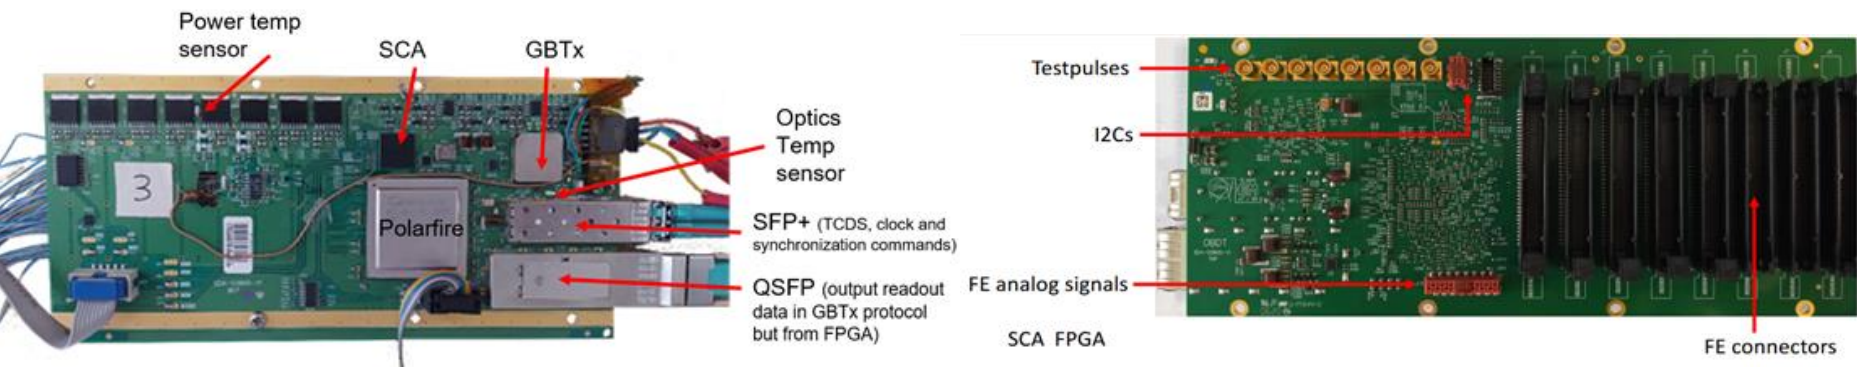 Power temp
sensor
SCA
GBTx
Optics
Temp
sensor
3
Polarfire
SFP+ (TCDS, clock and
synchronization commands)
QSFP (output readout
data in GBTx protocol
but from FPGA)
Testpulses
I2Cs
OBDT
FE analog signals
SCA FPGA
FE connectors